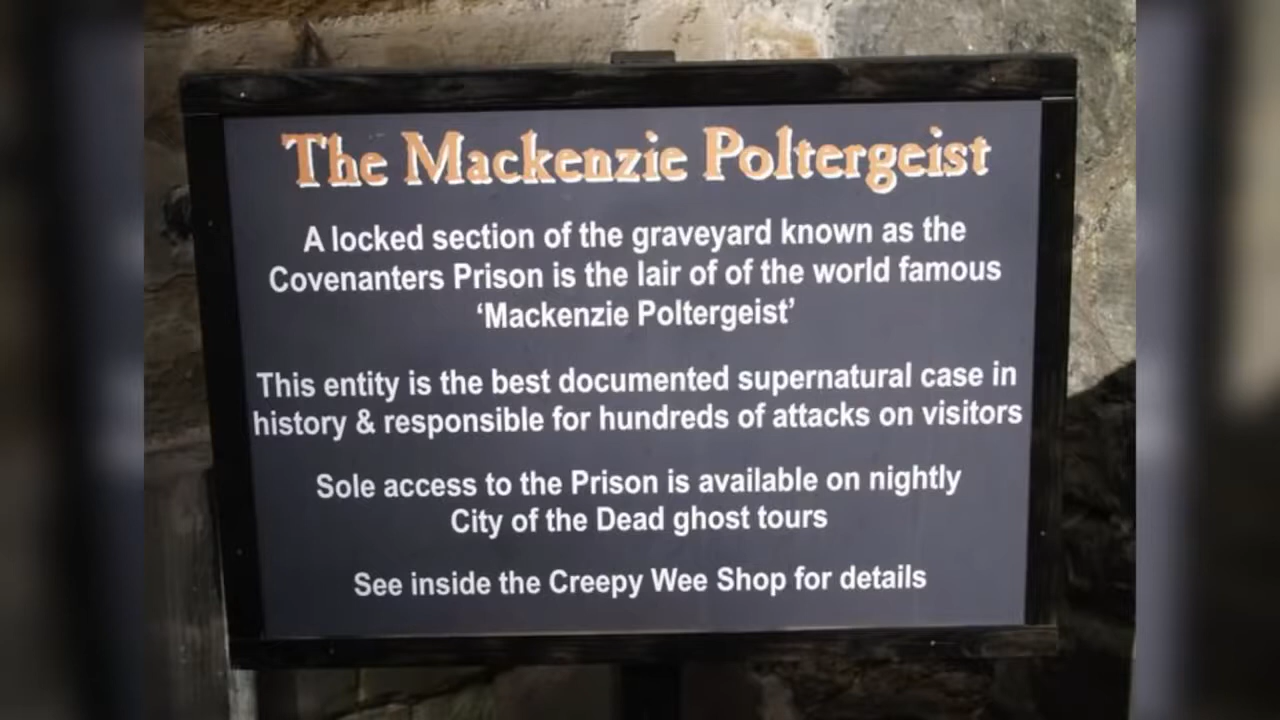 The Mackenzie Poltergeist
A locked section of the graveyard known as the
Covenanters Prison is the lair of of the world famous
‘Mackenzie Poltergeist’
This entity is the best documented supernatural case in
history & responsible for hundreds of attacks on visitors
Sole access to the Prison is available on nightly
City of the Dead ghost tours
See inside the Creepy Wee Shop for details